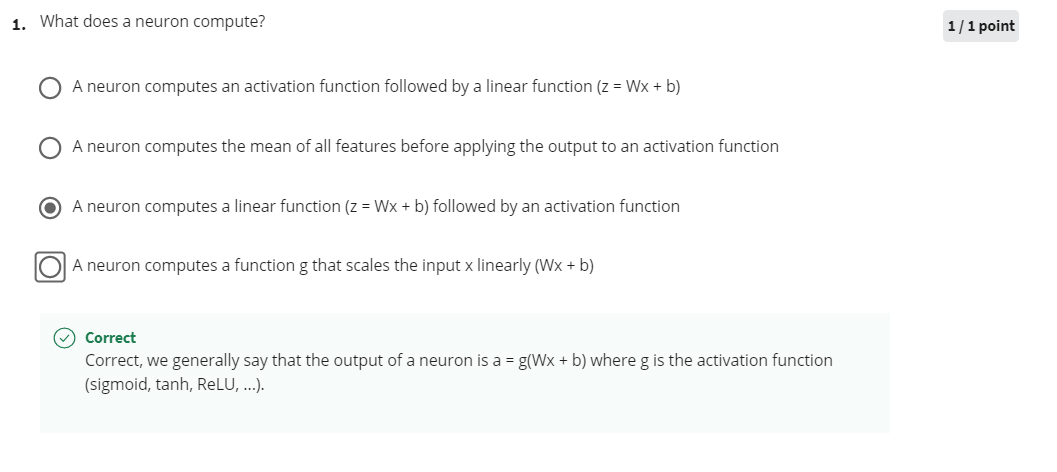 1. What does a neuron compute?
1 / 1 point
A neuron computes an activation function followed by a linear function (z = Wx + b)
A neuron computes the mean of all features before applying the output to an activation function
A neuron computes a linear function (z = Wx + b) followed by an activation function
A neuron computes a function g that scales the input x linearly (Wx + b)
Correct
Correct, we generally say that the output of a neuron is a = g(Wx + b) where g is the activation function
(sigmoid, tanh, ReLU, ...).